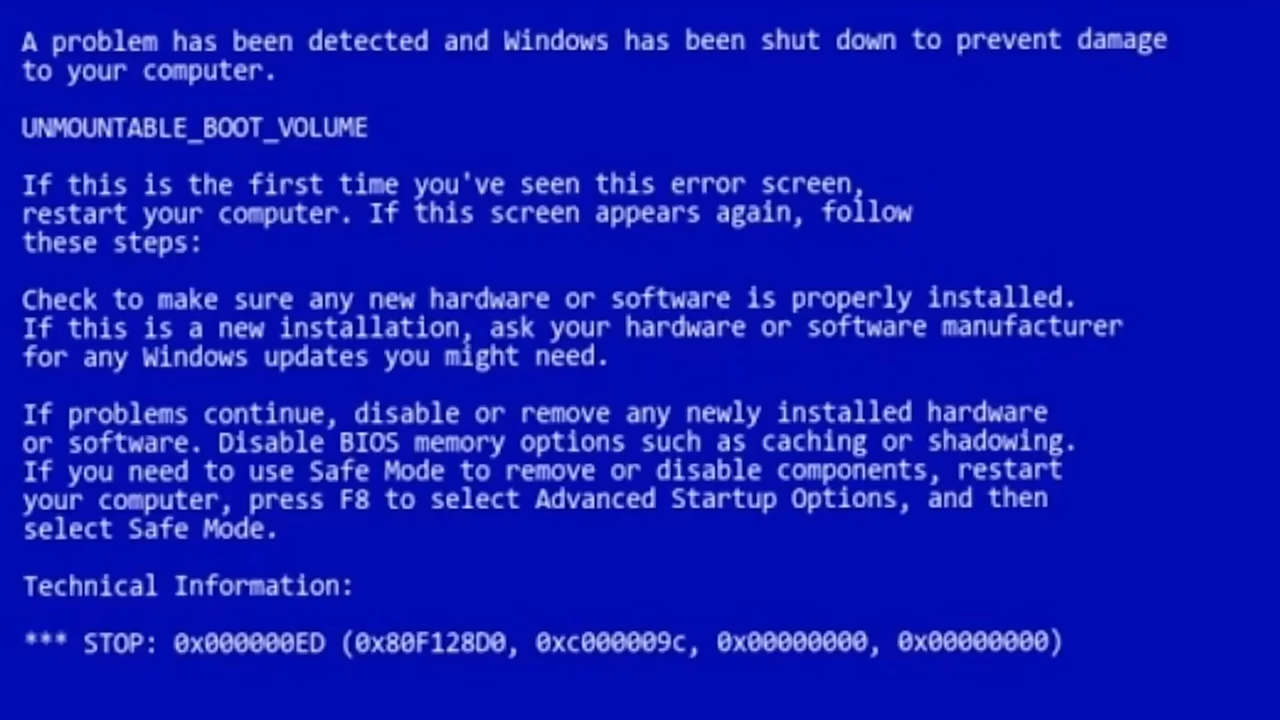 A problem has been detected and Windows has been shut down to prevent damage
to your computer.
UNMOUNTABLE_BOOT_VOLUME
If this is the first time you've seen this error screen,
restart your computer. If this screen appears again, follow
these steps:
Check to make sure any new hardware or software is properly installed.
If this is a new installation, ask your hardware or software manufacturer
for any Windows updates you might need.
If problems continue, disable or remove any newly installed hardware
or software. Disable BIOS memory options such as caching or shadowing.
If you need to use Safe Mode to remove or disable components, restart
your computer, press F8 to select Advanced Startup Options, and then
select Safe Mode.
Technical Information:
*** STOP: 0x000000ED (0x80F128D0, 0xc000009c, 0x00000000, 0x00000000)